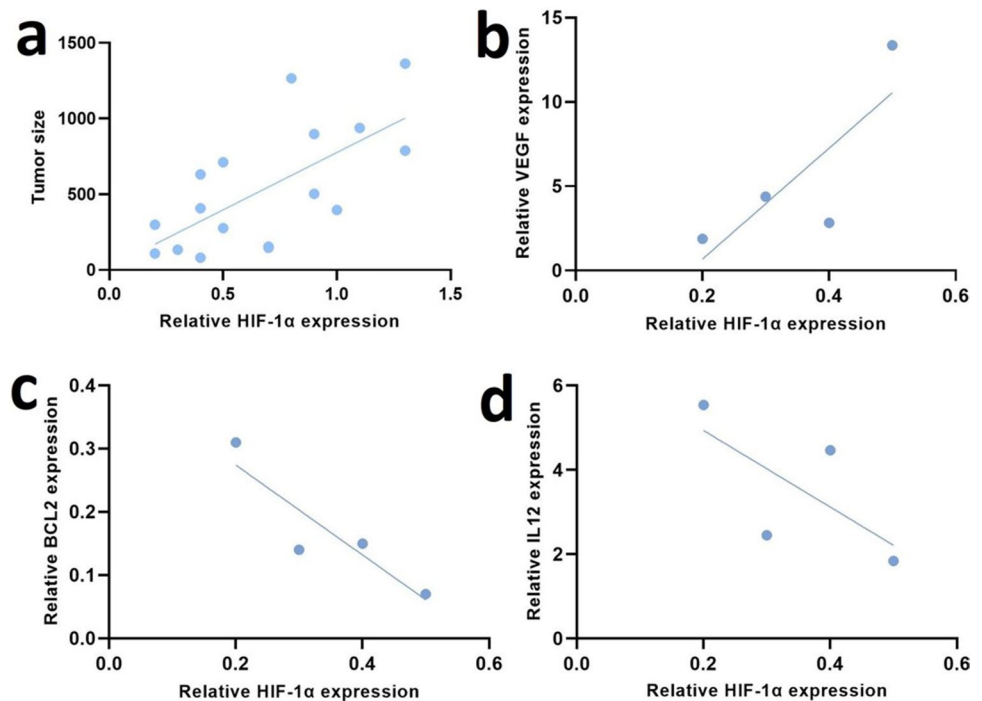 a
1500
1000
500
0
Tumor size
0.0 0.5 1.0 1.5
Relative HIF-1α expression
b
15
10
5
0
Relative VEGF expression
0.0 0.2 0.4 0.6
Relative HIF-1α expression
c
0.4
0.3
0.2
0.1
0.0
Relative BCL2 expression
0.0 0.2 0.4 0.6
Relative HIF-1α expression
d
6
4
2
0
Relative IL12 expression
0.0 0.2 0.4 0.6
Relative HIF-1α expression